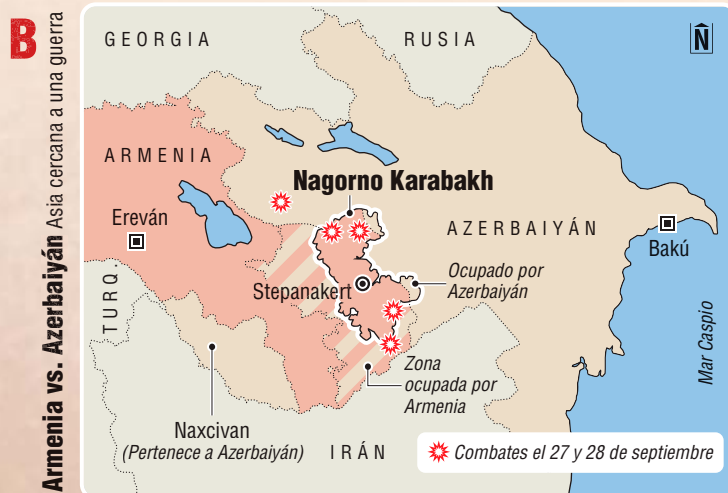 B
Armenia vs. Azerbaiyán Asia cercana a una guerra
GEORGIA
RUSIA
N
ARMENIA
Nagorno Karabakh
Ereván
AZERBAIYÁN
Bakú
TURQ.
Stepanakert
Ocupado por
Azerbaiyán
Mar Caspio
Zona
ocupada por
Armenia
Naxcivan
(Pertenece a Azerbaiyán)
IRÁN
Combates el 27 y 28 de septiembre